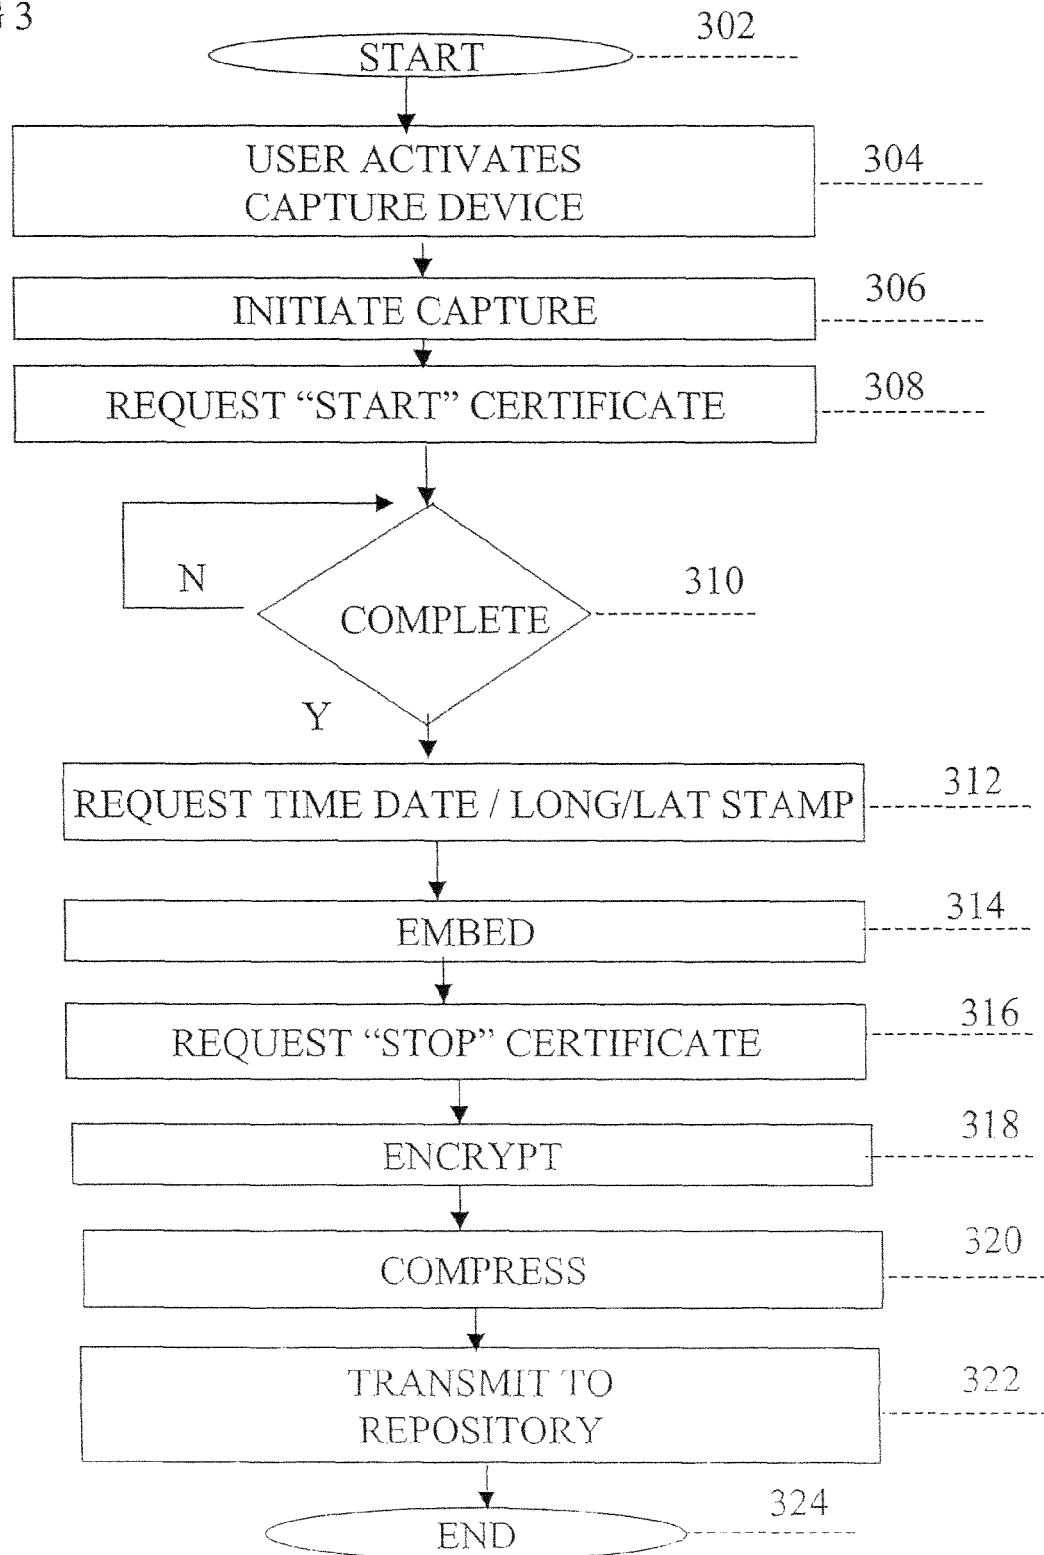 3
START 302
USER ACTIVATES
CAPTURE DEVICE
304
INITIATE CAPTURE 306
REQUEST “START” CERTIFICATE 308
N
COMPLETE
310
Y
REQUEST TIME DATE / LONG/LAT STAMP 312
EMBED 314
REQUEST “STOP” CERTIFICATE 316
ENCRYPT 318
COMPRESS 320
TRANSMIT TO
REPOSITORY
322
END 324